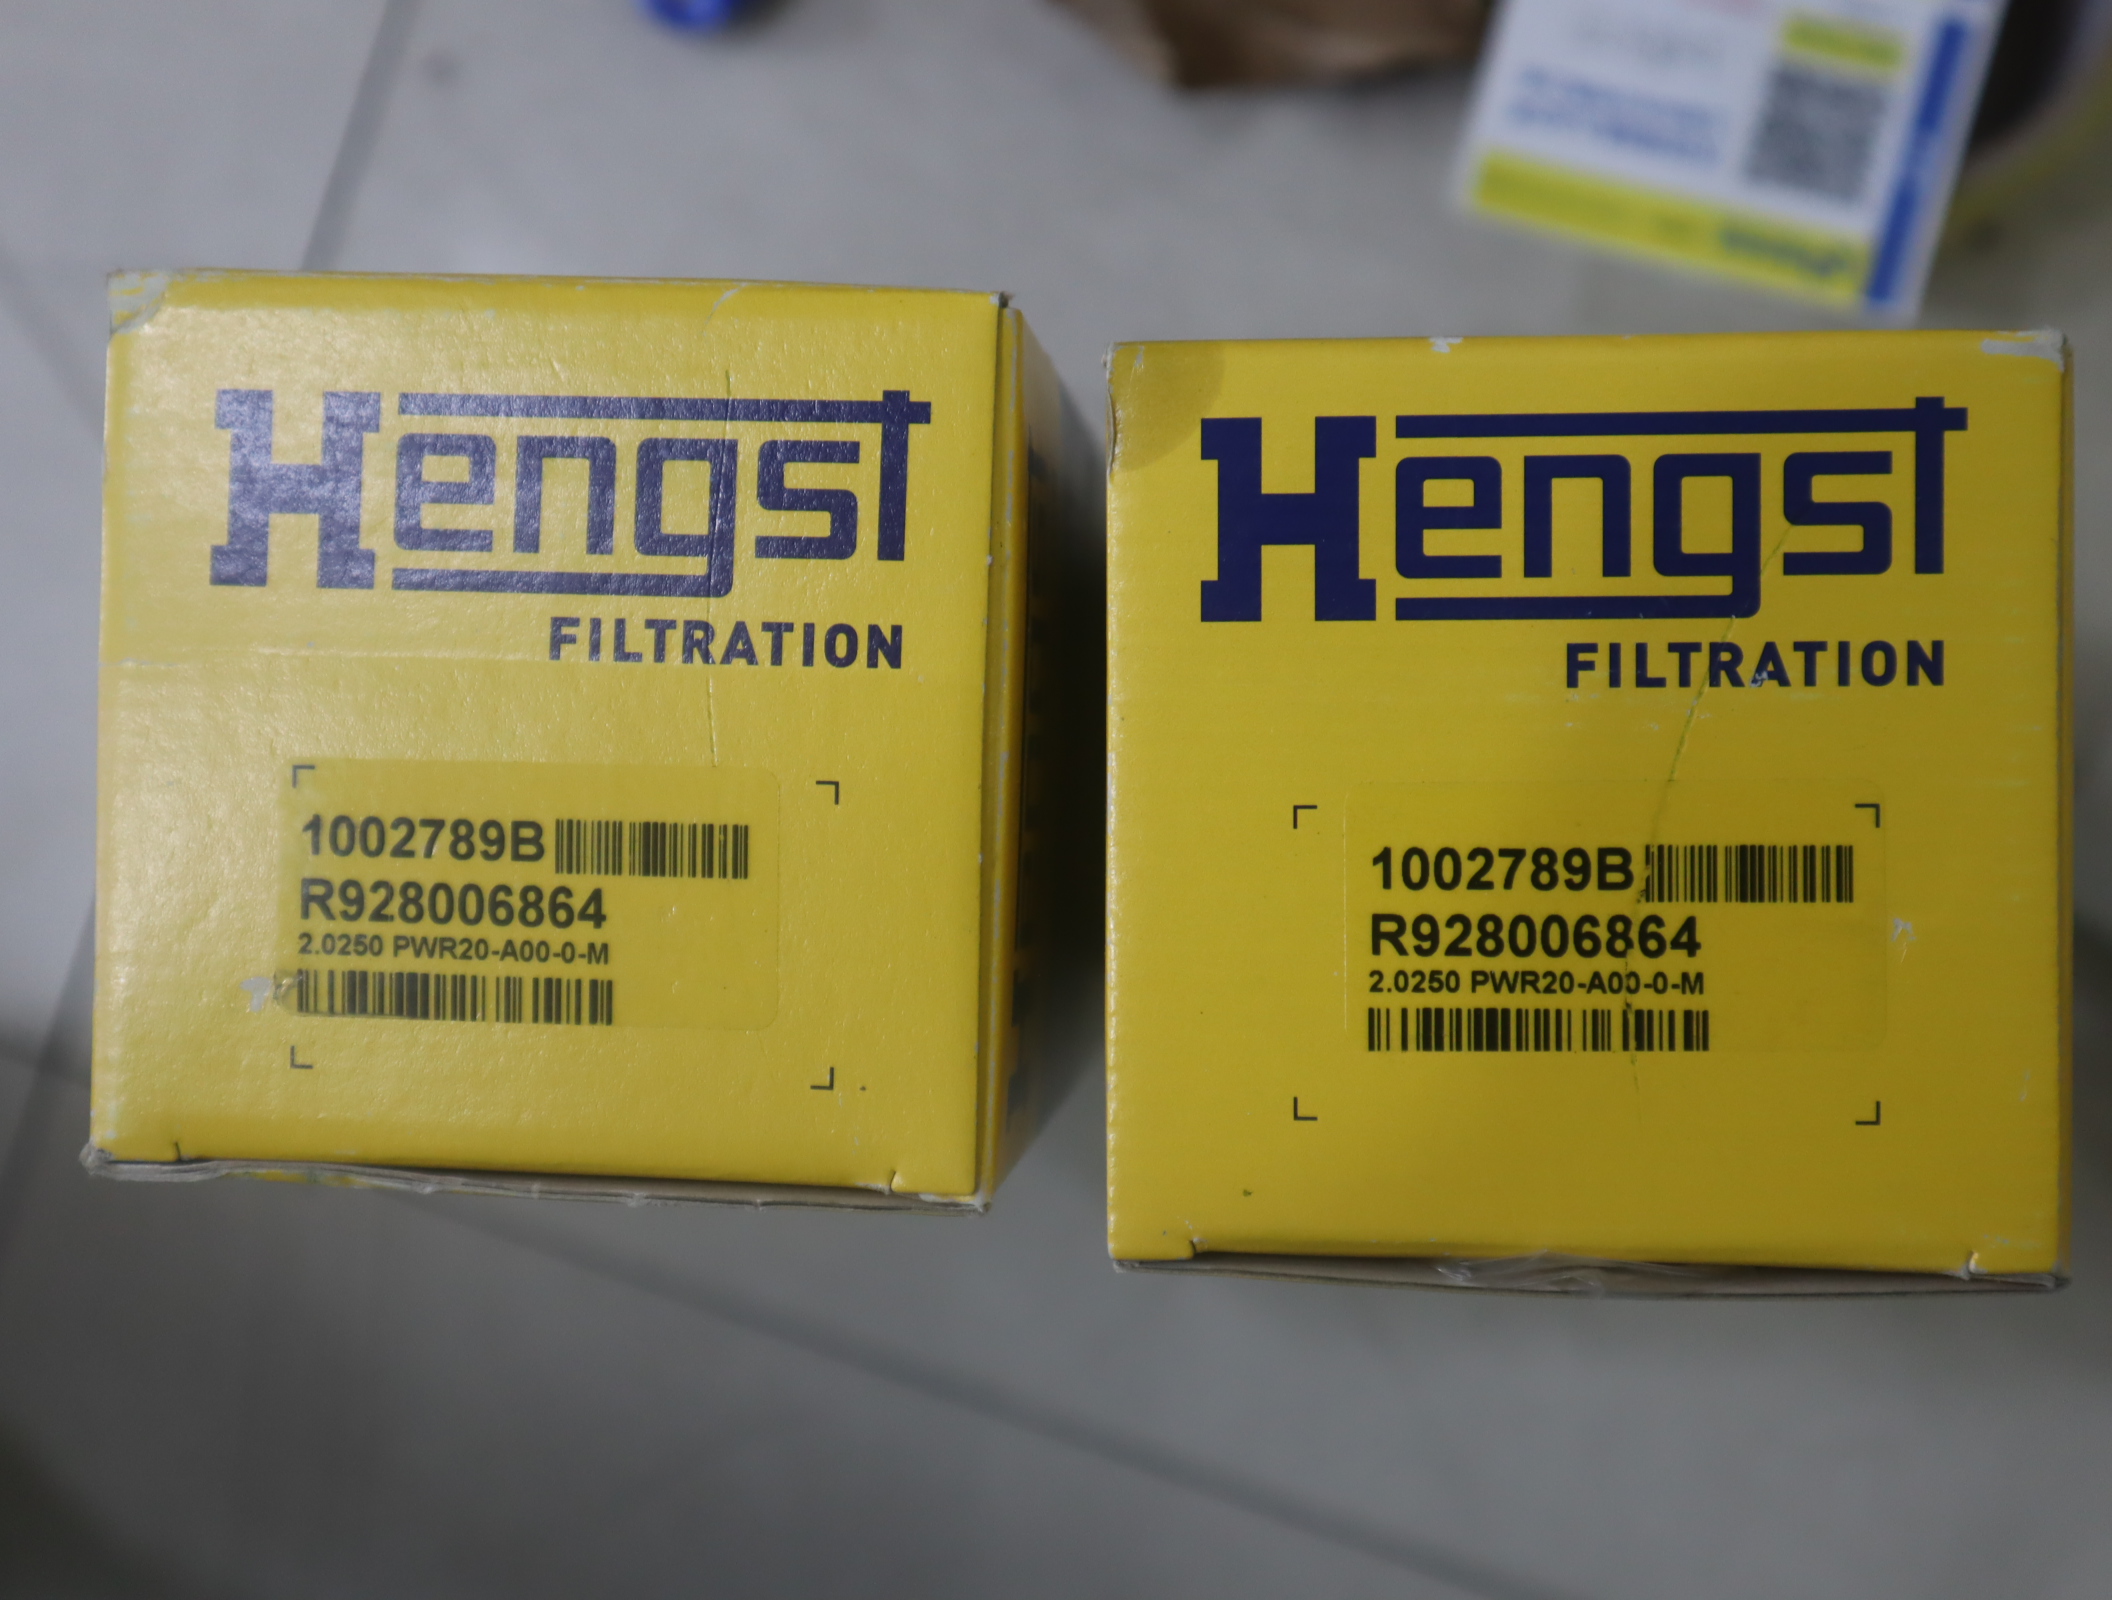 Hengst
FILTRATION
1002789B
R928006864
2.0250 PWR20-A00-0-M
Hengst
FILTRATION
1002789B
R928006864
2.0250 PWR20-A00-0-M